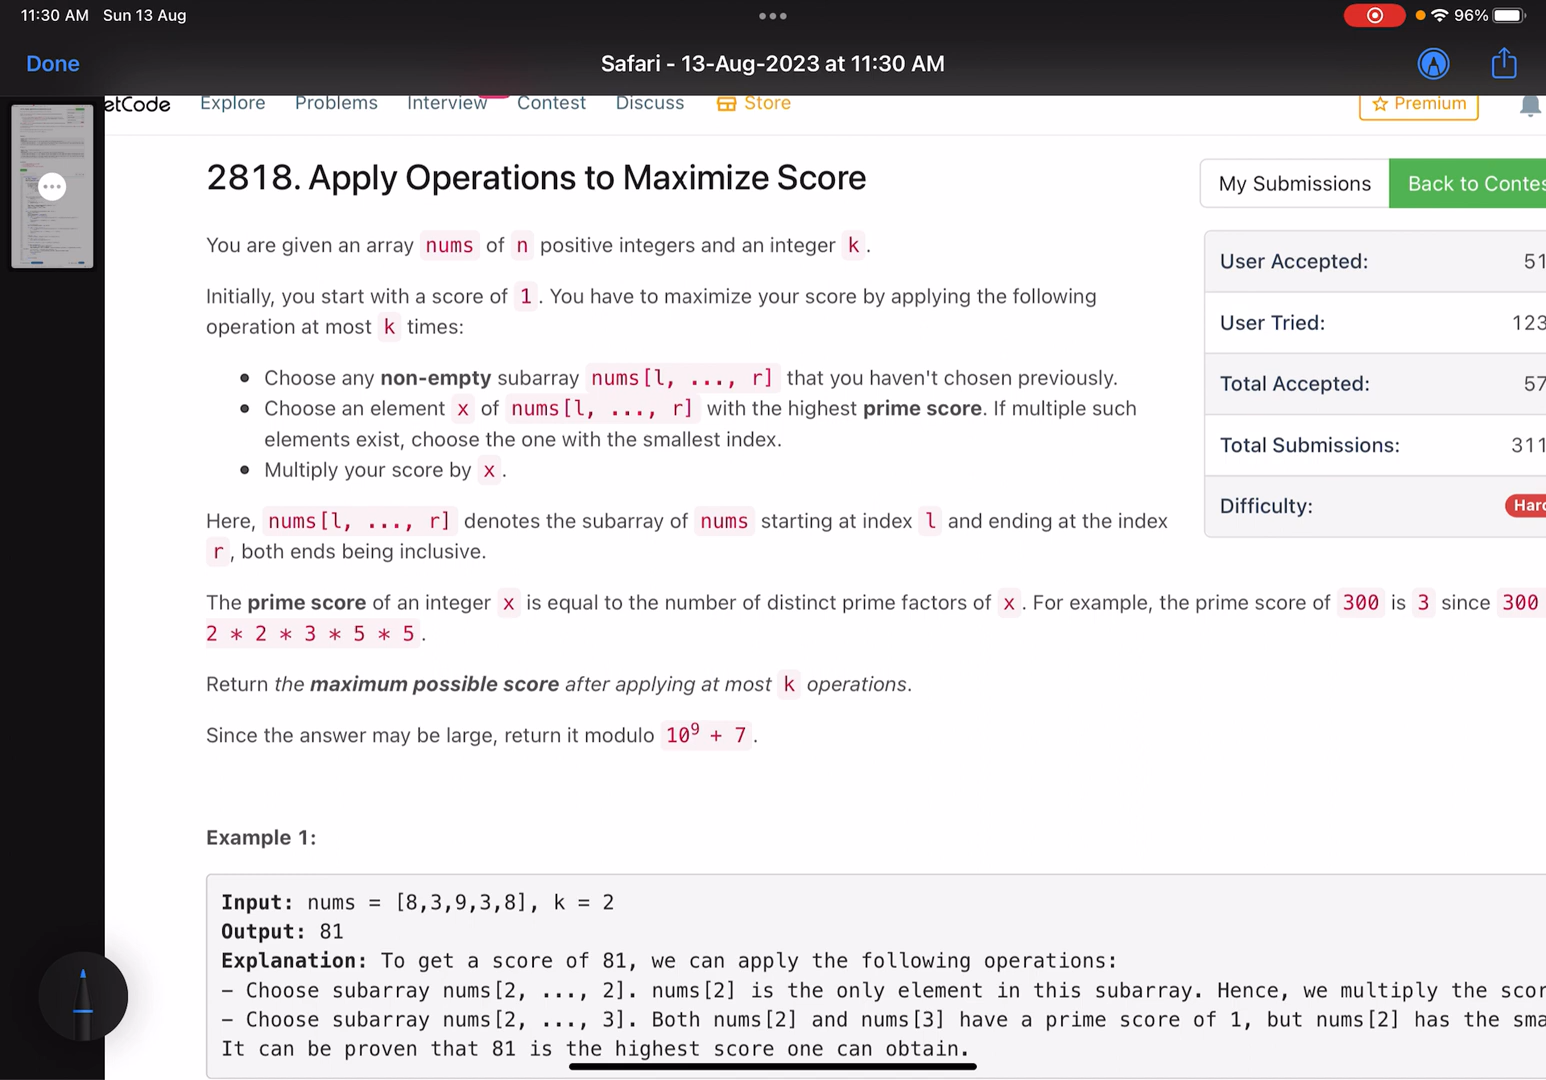 11:30 AM Sun 13 Aug
96%
Done
Safari - 13-Aug-2023 at 11:30 AM
etCode Explore Problems Interview Contest Discuss Store Premium
2818. Apply Operations to Maximize Score
My Submissions Back to Contes
You are given an array nums of n positive integers and an integer k.
Initially, you start with a score of 1. You have to maximize your score by applying the following
operation at most k times:
• Choose any non-empty subarray nums[l, ..., r] that you haven't chosen previously.
• Choose an element x of nums[l, ..., r] with the highest prime score. If multiple such
elements exist, choose the one with the smallest index.
• Multiply your score by x.
Here, nums[l, ..., r] denotes the subarray of nums starting at index l and ending at the index
r, both ends being inclusive.
User Accepted: 51
User Tried: 123
Total Accepted: 57
Total Submissions: 311
Difficulty: Hard
The prime score of an integer x is equal to the number of distinct prime factors of x. For example, the prime score of 300 is 3 since 300
2 * 2 * 3 * 5 * 5.
Return the maximum possible score after applying at most k operations.
Since the answer may be large, return it modulo 10⁹ + 7.
Example 1:
Input: nums = [8,3,9,3,8], k = 2
Output: 81
Explanation: To get a score of 81, we can apply the following operations:
- Choose subarray nums[2, ..., 2]. nums[2] is the only element in this subarray. Hence, we multiply the scor
- Choose subarray nums[2, ..., 3]. Both nums[2] and nums[3] have a prime score of 1, but nums[2] has the sma
It can be proven that 81 is the highest score one can obtain.